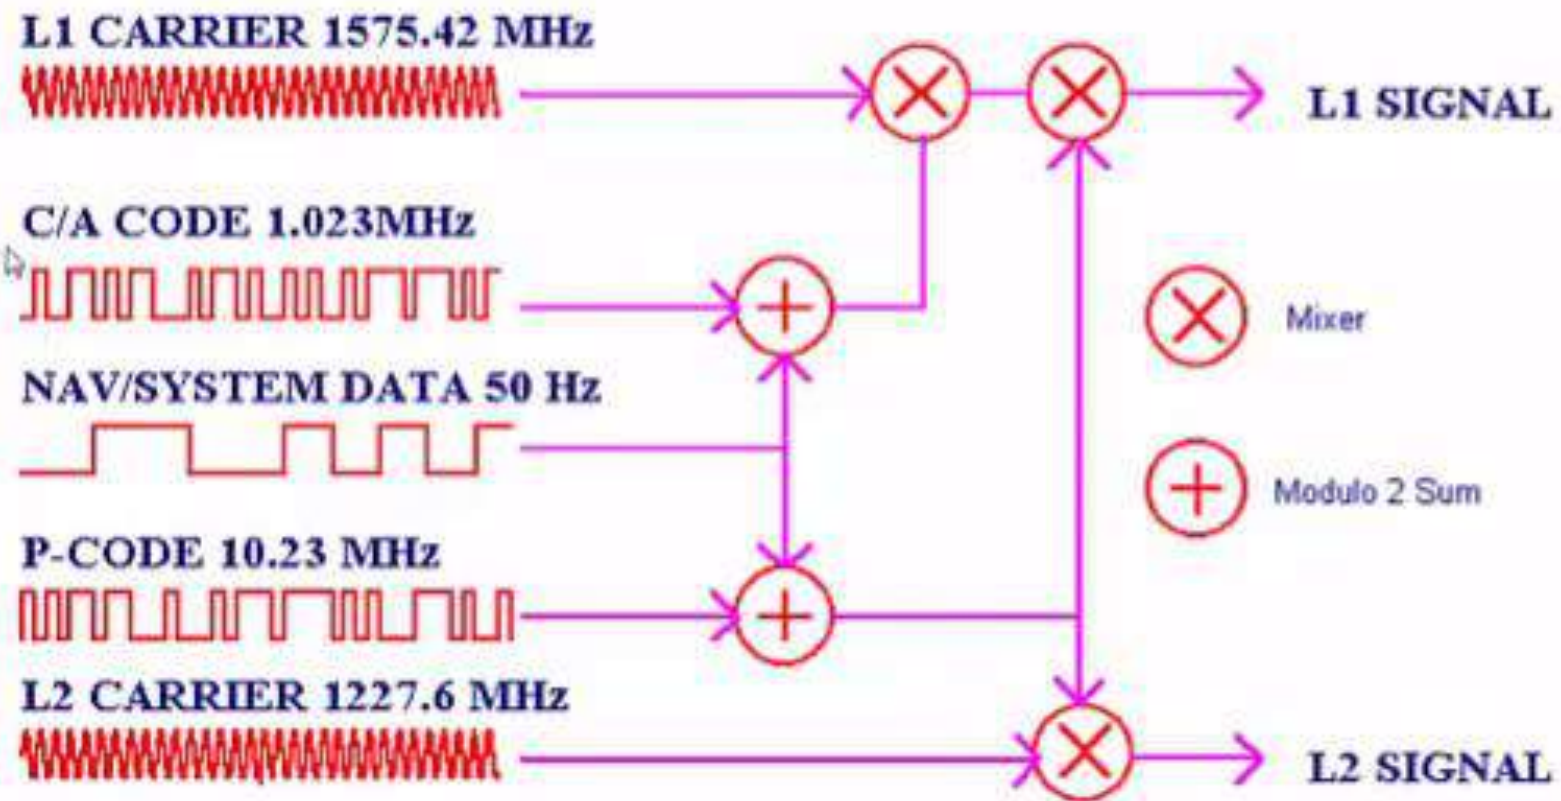 L1 CARRIER 1575.42 MHz
L1 SIGNAL
C/A CODE 1.023MHz
Mixer
NAV/SYSTEM DATA 50 Hz
Modulo 2 Sum
P-CODE 10.23 MHz
L2 CARRIER 1227.6 MHz
L2 SIGNAL